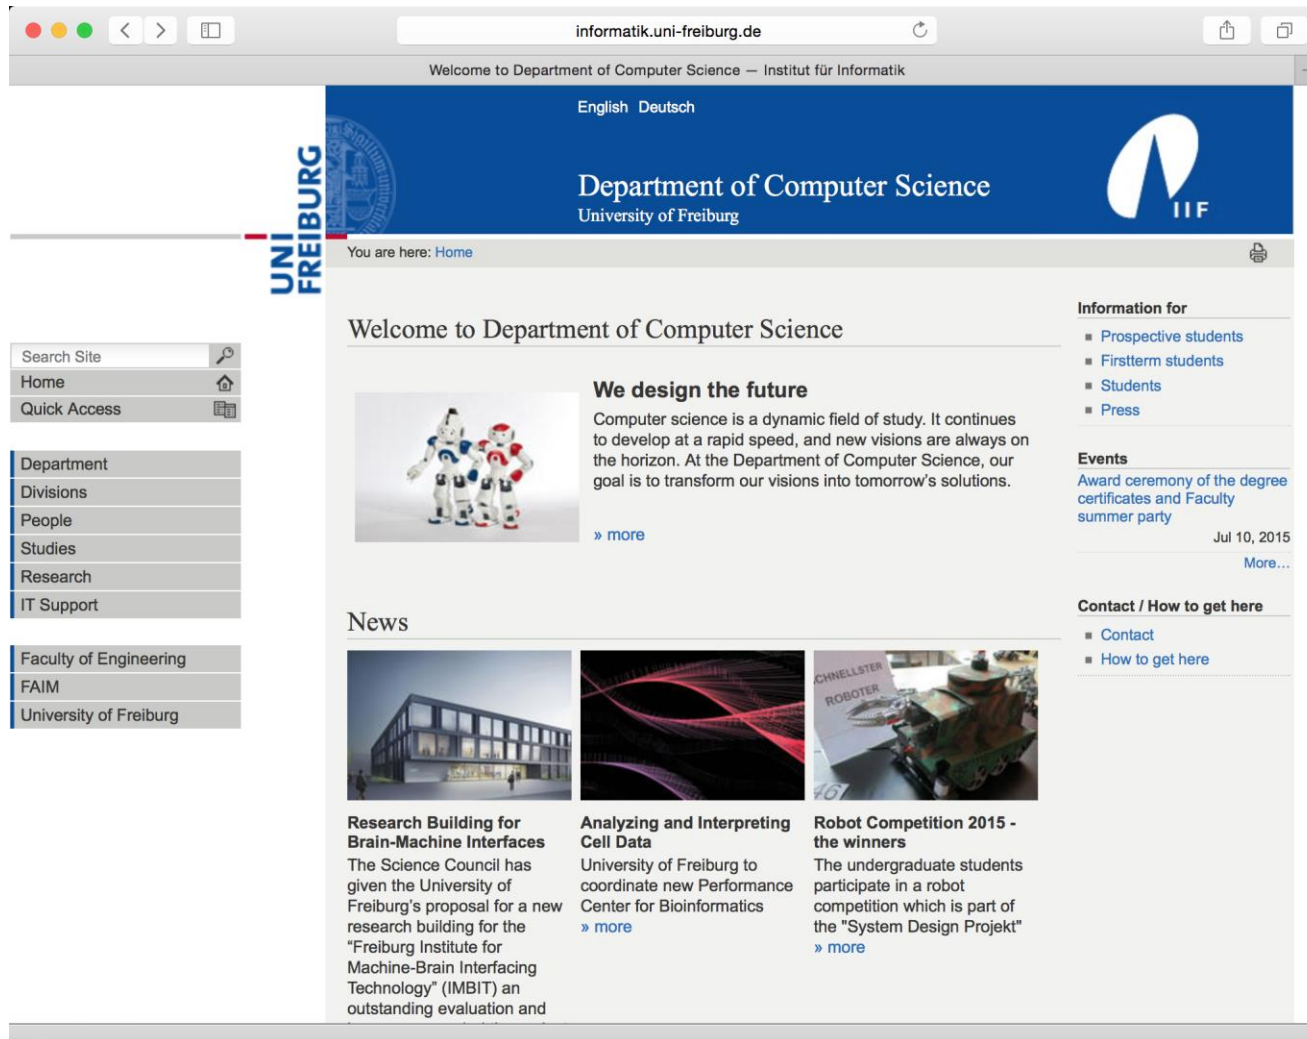 informatik.uni-freiburg.de
Welcome to Department of Computer Science — Institut für Informatik
English Deutsch
UNI
FREIBURG
Department of Computer Science
University of Freiburg
IIF
You are here: Home
Search Site
Home
Quick Access
Department
Divisions
People
Studies
Research
IT Support
Faculty of Engineering
FAIM
University of Freiburg
Welcome to Department of Computer Science
We design the future
Computer science is a dynamic field of study. It continues
to develop at a rapid speed, and new visions are always on
the horizon. At the Department of Computer Science, our
goal is to transform our visions into tomorrow's solutions.
» more
News
CHNELLSTER
ROBOTER
46
Research Building for
Brain-Machine Interfaces
The Science Council has
given the University of
Freiburg's proposal for a new
research building for the
“Freiburg Institute for
Machine-Brain Interfacing
Technology” (IMBIT) an
outstanding evaluation and
Analyzing and Interpreting
Cell Data
University of Freiburg to
coordinate new Performance
Center for Bioinformatics
» more
Robot Competition 2015 -
the winners
The undergraduate students
participate in a robot
competition which is part of
the "System Design Projekt"
» more
Information for
Prospective students
Firstterm students
Students
Press
Events
Award ceremony of the degree
certificates and Faculty
summer party
Jul 10, 2015
More...
Contact / How to get here
Contact
How to get here